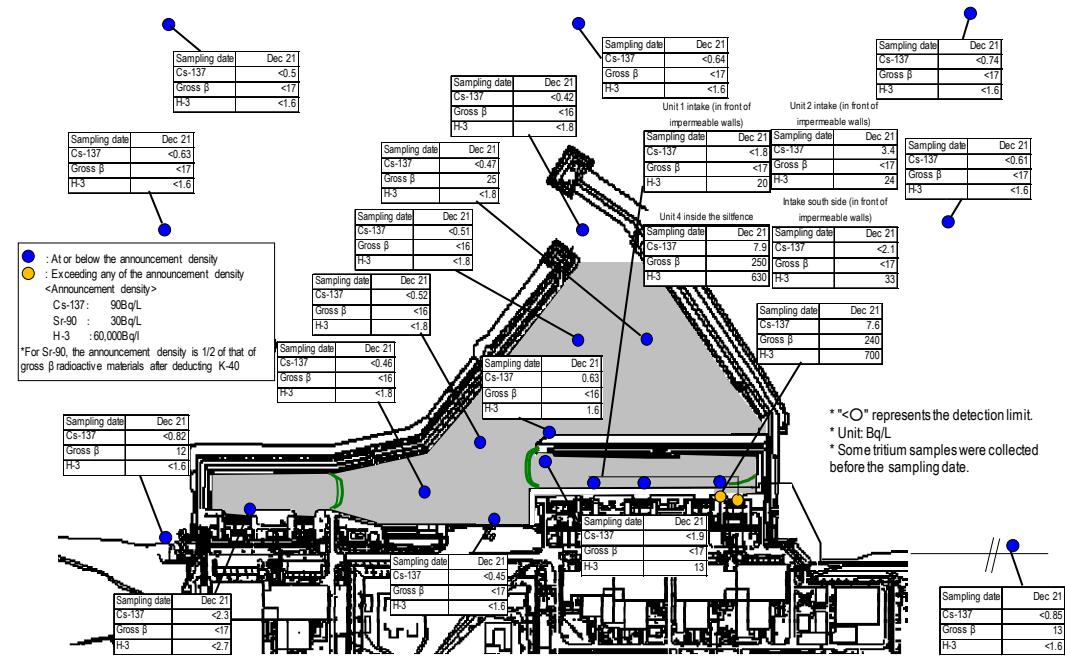 Sampling date Dec 21
Cs-137 <0.5
Gross β <17
H-3 <1.6
Sampling date Dec 21
Cs-137 <0.64
Gross β <17
H-3 <1.6
Sampling date Dec 21
Cs-137 <0.74
Gross β <17
H-3 <1.6
Sampling date Dec 21
Cs-137 <0.42
Gross β <16
H-3 <1.8
Unit 1 intake (in front of
impermeable walls)
Sampling date Dec 21
Cs-137 <1.8
Gross β <17
H-3 20
Unit 2 intake (in front of
impermeable walls)
Sampling date Dec 21
Cs-137 3.4
Gross β <17
H-3 24
Sampling date Dec 21
Cs-137 <0.63
Gross β <17
H-3 <1.6
Sampling date Dec 21
Cs-137 <0.47
Gross β 25
H-3 <1.8
Sampling date Dec 21
Cs-137 <0.61
Gross β <17
H-3 <1.6
Sampling date Dec 21
Cs-137 <0.51
Gross β <16
H-3 <1.8
Unit 4 inside the siltfence
Sampling date Dec 21
Cs-137 7.9
Gross β 250
H-3 630
Intake south side (in front of
impermeable walls)
Sampling date Dec 21
Cs-137 <2.1
Gross β <17
H-3 33
: At or below the announcement density
: Exceeding any of the announcement density
<Announcement density>
Cs-137 : 90Bq/L
Sr-90 : 30Bq/L
H-3 : 60,000Bq/l
*For Sr-90, the announcement density is 1/2 of that of
gross β radioactive materials after deducting K-40
Sampling date Dec 21
Cs-137 <0.52
Gross β <16
H-3 <1.8
Sampling date Dec 21
Cs-137 7.6
Gross β 240
H-3 700
Sampling date Dec 21
Cs-137 <0.46
Gross β <16
H-3 <1.8
Sampling date Dec 21
Cs-137 0.63
Gross β <16
H-3 1.6
* "<○" represents the detection limit.
* Unit: Bq/L
* Some tritium samples were collected
before the sampling date.
Sampling date Dec 21
Cs-137 <0.82
Gross β 12
H-3 <1.6
Sampling date Dec 21
Cs-137 <1.9
Gross β <17
H-3 13
Sampling date Dec 21
Cs-137 <0.45
Gross β <17
H-3 <1.6
Sampling date Dec 21
Cs-137 <2.3
Gross β <17
H-3 <2.7
Sampling date Dec 21
Cs-137 <0.85
Gross β 13
H-3 <1.6